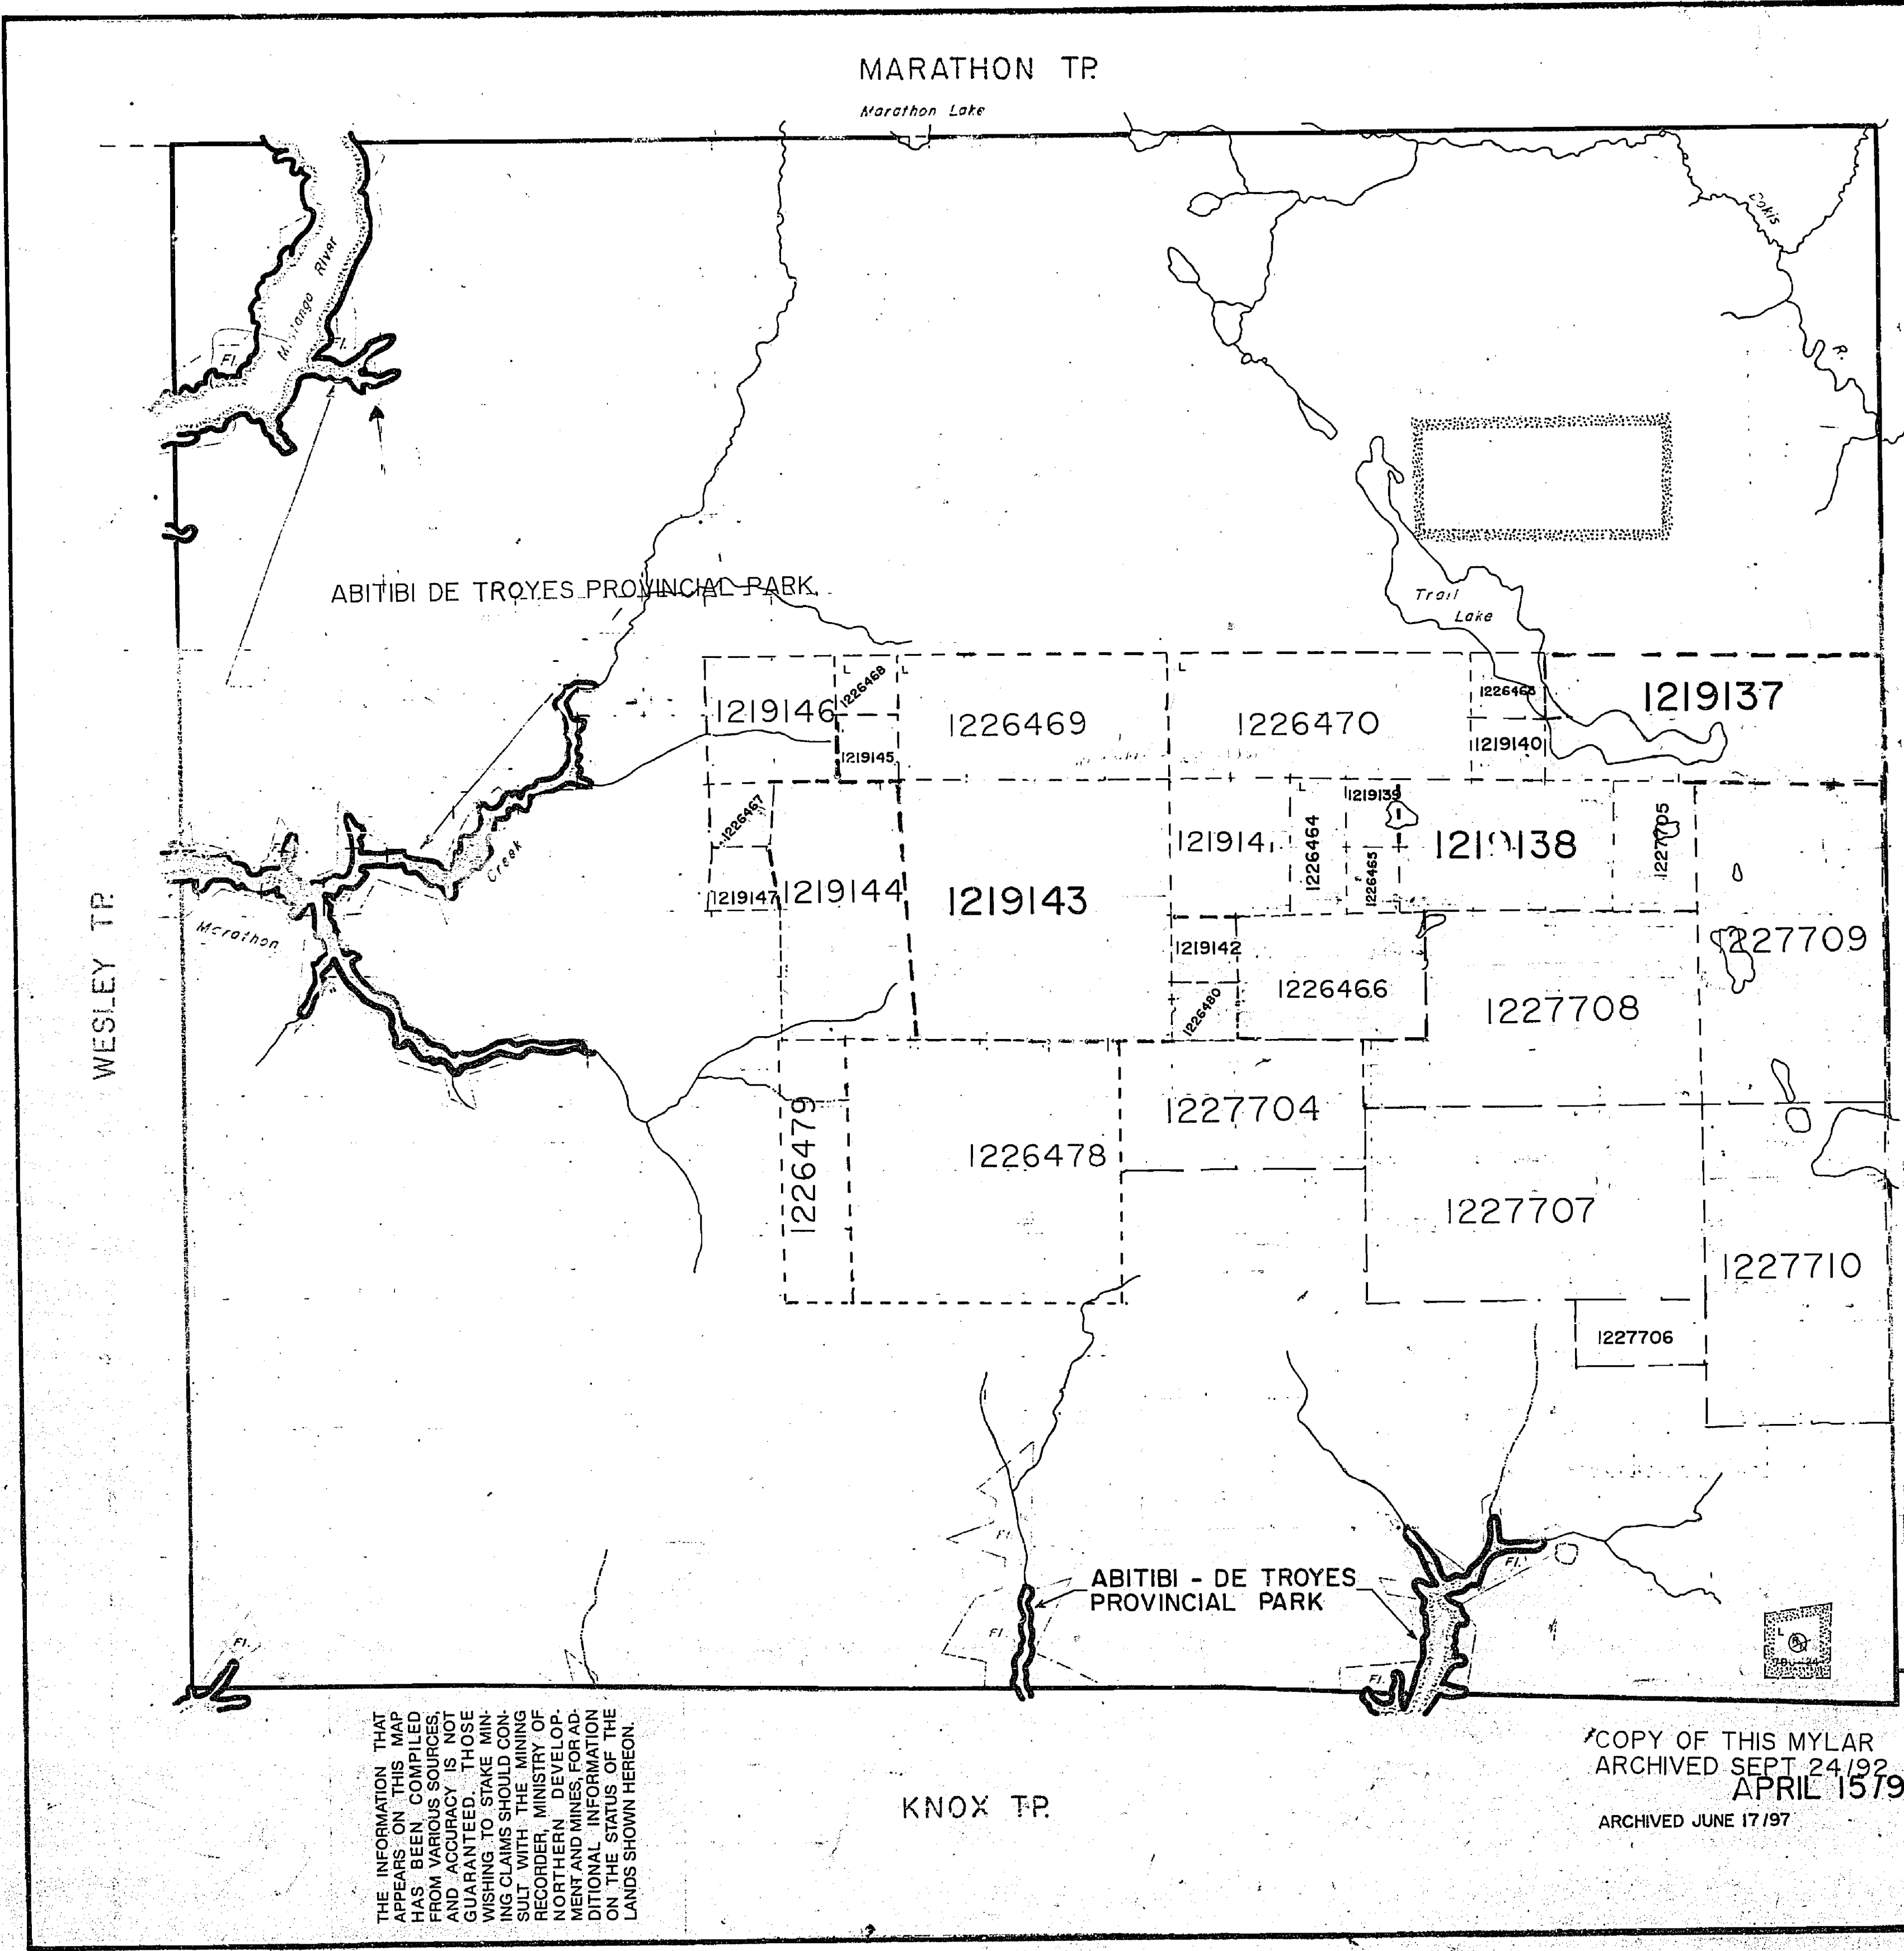 MARATHON TP.
Marathon Lake
Lokis
R.
River
Fl.
Fl.
ABITIBI DE TROYES PROVINCIAL PARK
Trail
Lake
1219146
1226468
1219145
1226469
1226470
1219140
1219137
1226467
1219147
1219144
1219143
1226464
1219139
1226465
1219138
1227705
Creek
Marathon
WESLEY TP.
1219142
1226480
1226466
1227708
1227709
1226479
1226478
1227704
1227707
1227710
1227706
Fl.
ABITIBI - DE TROYES
PROVINCIAL PARK
Fl.
Fl.
Fl.
Fl.
L
R
THE INFORMATION THAT
APPEARS ON THIS MAP
HAS BEEN COMPILED
FROM VARIOUS SOURCES,
AND ACCURACY IS NOT
GUARANTEED. THOSE
WISHING TO STAKE MIN-
ING CLAIMS SHOULD CON-
SULT WITH THE MINING
RECORDER, MINISTRY OF
NORTHERN DEVELOP-
MENT AND MINES, FOR AD-
DITIONAL INFORMATION
ON THE STATUS OF THE
LANDS SHOWN HEREON.
KNOX TP.
COPY OF THIS MYLAR
ARCHIVED SEPT 24/92
APRIL 15/9
ARCHIVED JUNE 17/97